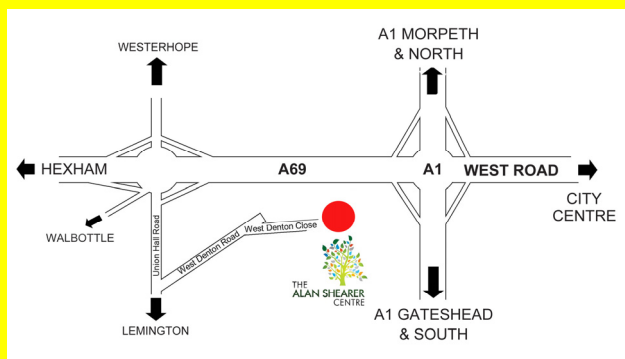 A1 MORPETH
& NORTH
WESTERHOPE
HEXHAM
A69
A1
WEST ROAD
CITY
CENTRE
WALBOTTLE
Union Hall Road
West Denton Road
West Denton Close
THE
ALAN SHEARER
CENTRE
LEMINGTON
A1 GATESHEAD
& SOUTH